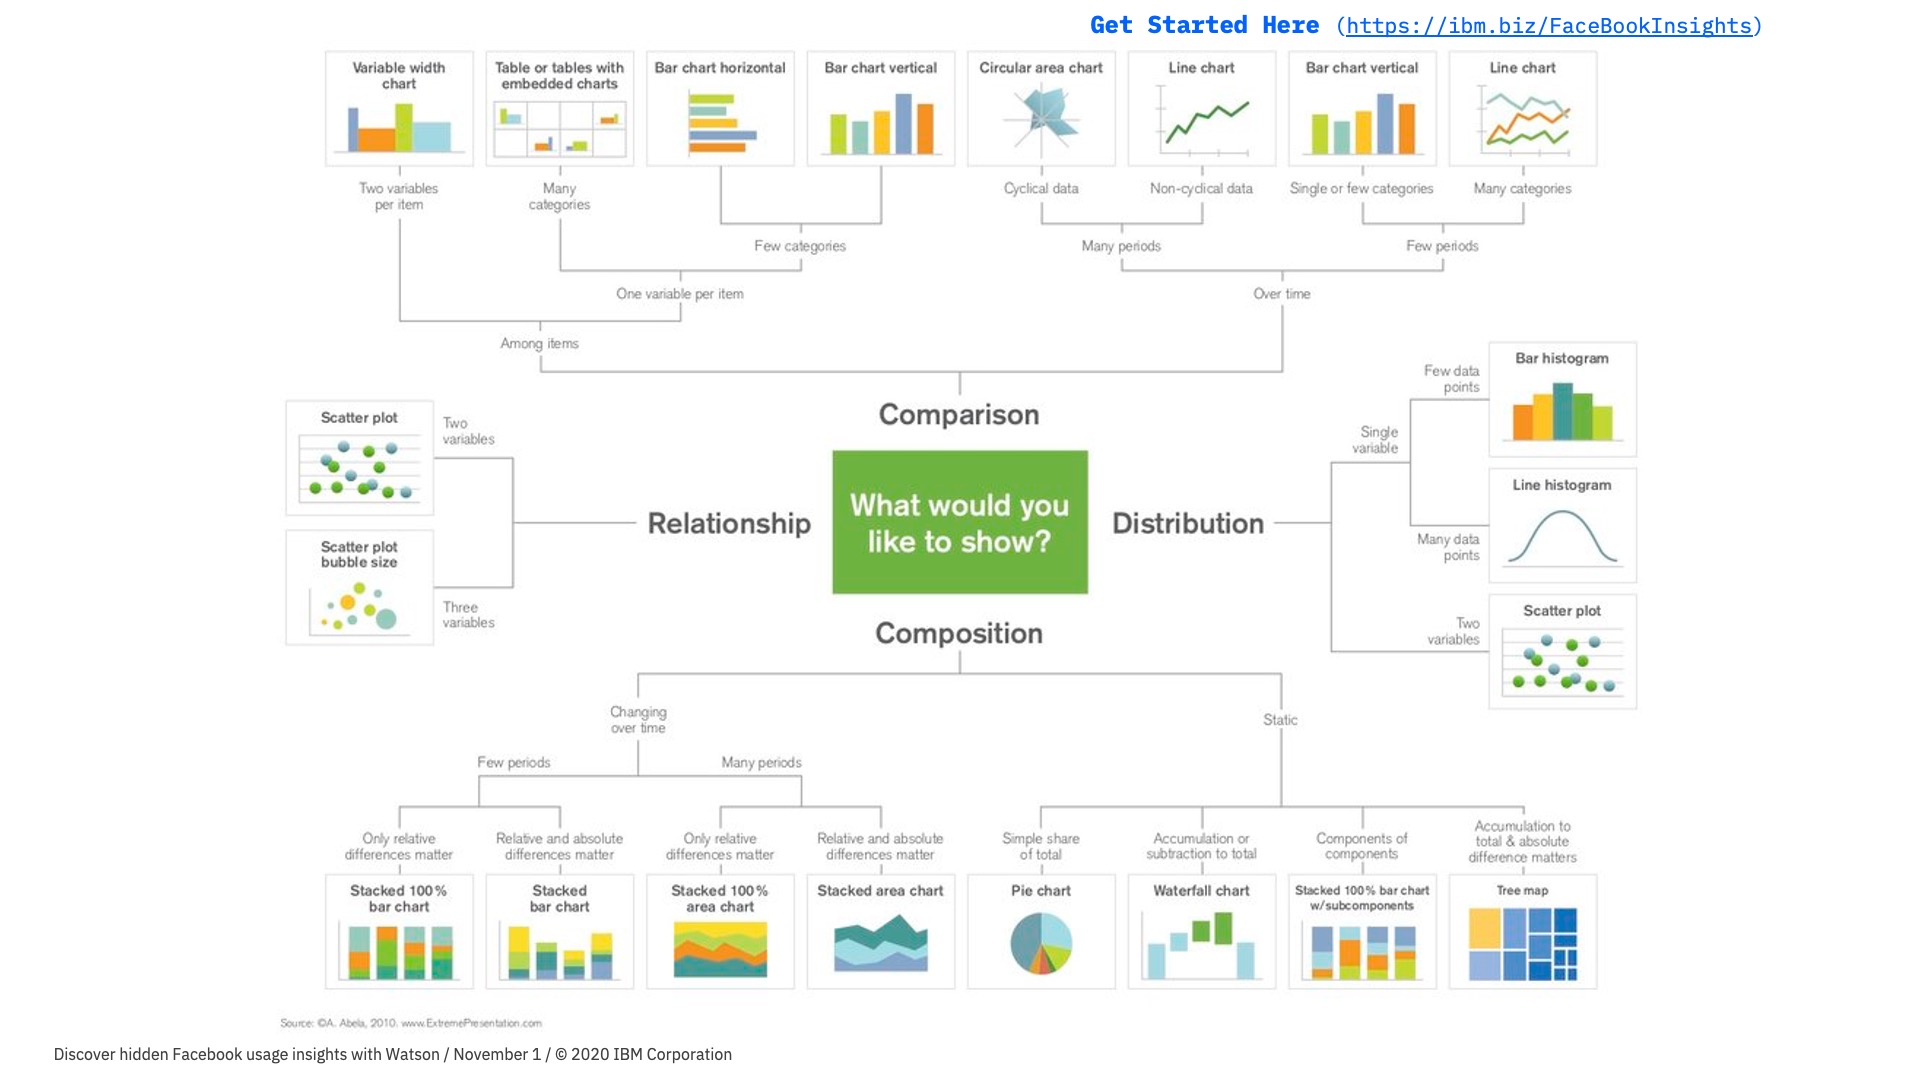 Get Started Here (https://ibm.biz/FaceBookInsights)
Variable width
chart
Table or tables with
embedded charts
Bar chart horizontal
Bar chart vertical
Circular area chart
Line chart
Bar chart vertical
Line chart
Two variables
per item
Many
categories
Cyclical data
Non-cyclical data
Single or few categories
Many categories
Few categories
Many periods
Few periods
One variable per item
Over time
Among items
Comparison
Scatter plot
Two
variables
Scatter plot
bubble size
Three
variables
Relationship
What would you
like to show?
Distribution
Single
variable
Few data
points
Bar histogram
Line histogram
Many data
points
Two
variables
Scatter plot
Composition
Changing
over time
Static
Few periods
Many periods
Only relative
differences matter
Relative and absolute
differences matter
Only relative
differences matter
Relative and absolute
differences matter
Simple share
of total
Accumulation or
subtraction to total
Components of
components
Accumulation to
total & absolute
difference matters
Stacked 100%
bar chart
Stacked
bar chart
Stacked 100%
area chart
Stacked area chart
Pie chart
Waterfall chart
Stacked 100% bar chart
w/subcomponents
Tree map
Source: ©A. Abela, 2010. www.ExtremePresentation.com
Discover hidden Facebook usage insights with Watson / November 1 / © 2020 IBM Corporation